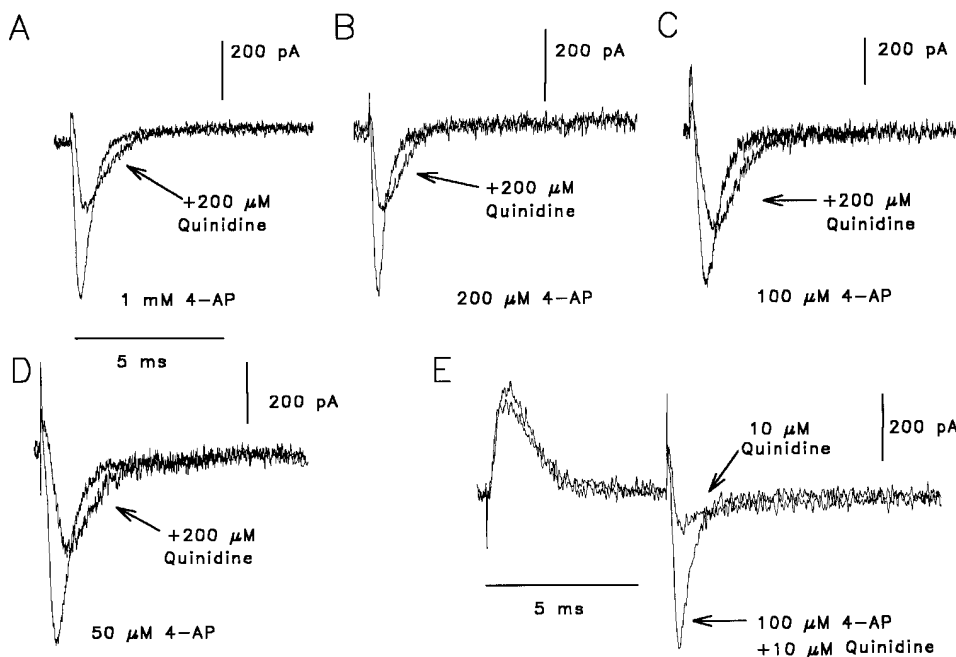 A
200 pA
+200 μM
Quinidine
1 mM 4-AP
5 ms
B
200 pA
+200 μM
Quinidine
200 μM 4-AP
C
200 pA
+200 μM
Quinidine
100 μM 4-AP
D
200 pA
+200 μM
Quinidine
50 μM 4-AP
E
10 μM
Quinidine
200 pA
5 ms
100 μM 4-AP
+10 μM Quinidine